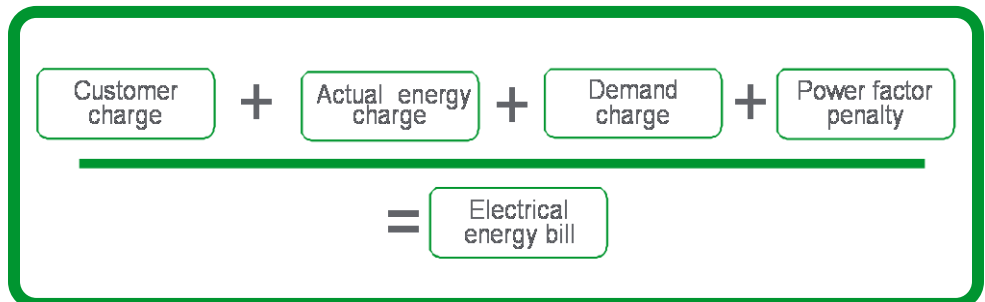 Customer charge + Actual energy charge + Demand charge + Power factor penalty
= Electrical energy bill